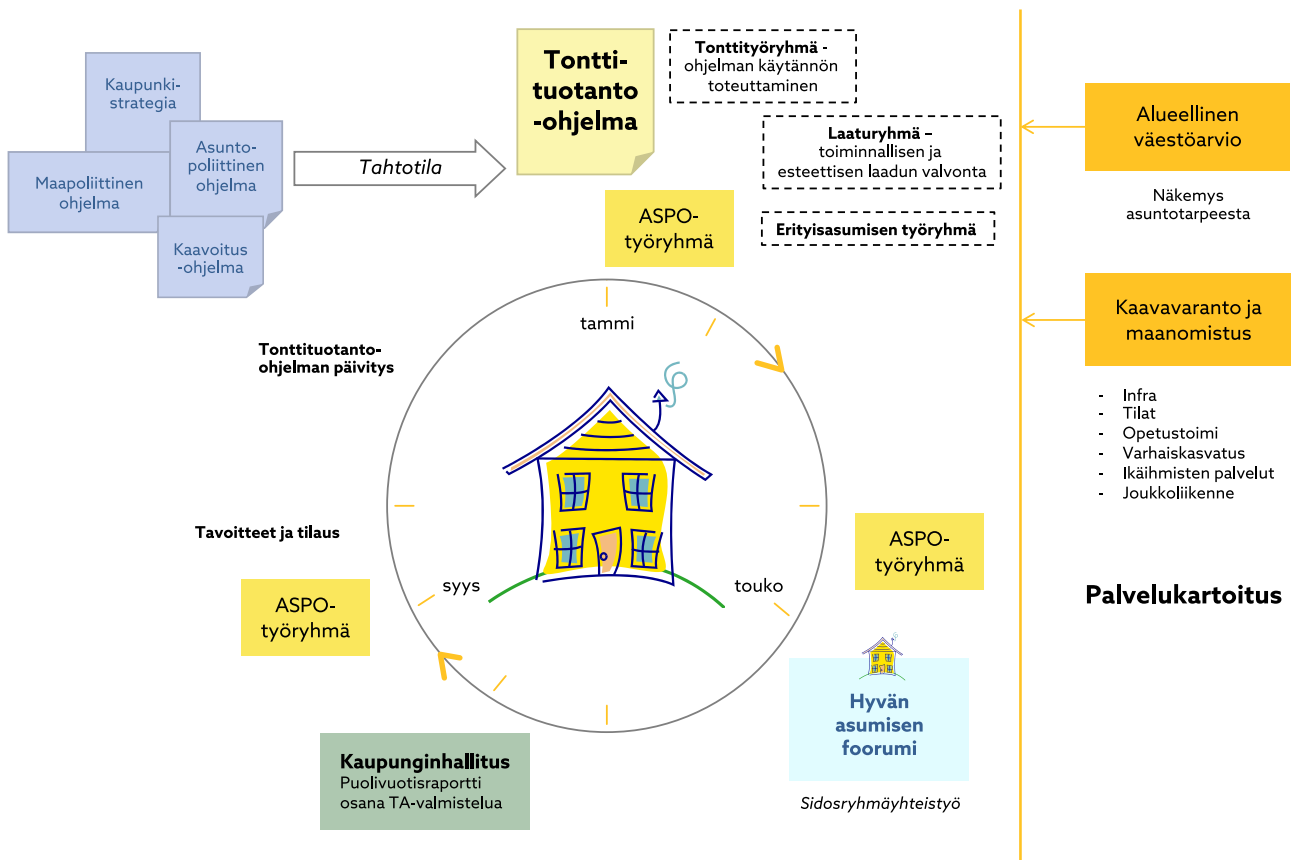 Kaupunki-
strategia
Asunto-
poliittinen
ohjelma
Maapoliittinen
ohjelma
Kaavoitus
-ohjelma
Tahtotila
Tontti-
tuotanto
-ohjelma
Tonttityöryhmä -
ohjelman käytännön
toteuttaminen
Laaturyhmä –
toiminnallisen ja
esteettisen laadun valvonta
Erityisasumisen työryhmä
ASPO-
työryhmä
tammi
Tonttituotanto-
ohjelman päivitys
Tavoitteet ja tilaus
syys
touko
ASPO-
työryhmä
ASPO-
työryhmä
Kaupunginhallitus
Puolivuotisraportti
osana TA-valmistelua
Hyvän
asumisen
foorumi
Sidosryhmäyhteistyö
Alueellinen
väestöarvio
Näkemys
asuntotarpeesta
Kaavavaranto ja
maanomistus
- Infra
- Tilat
- Opetustoimi
- Varhaiskasvatus
- Ikäihmisten palvelut
- Joukkoliikenne
Palvelukartoitus